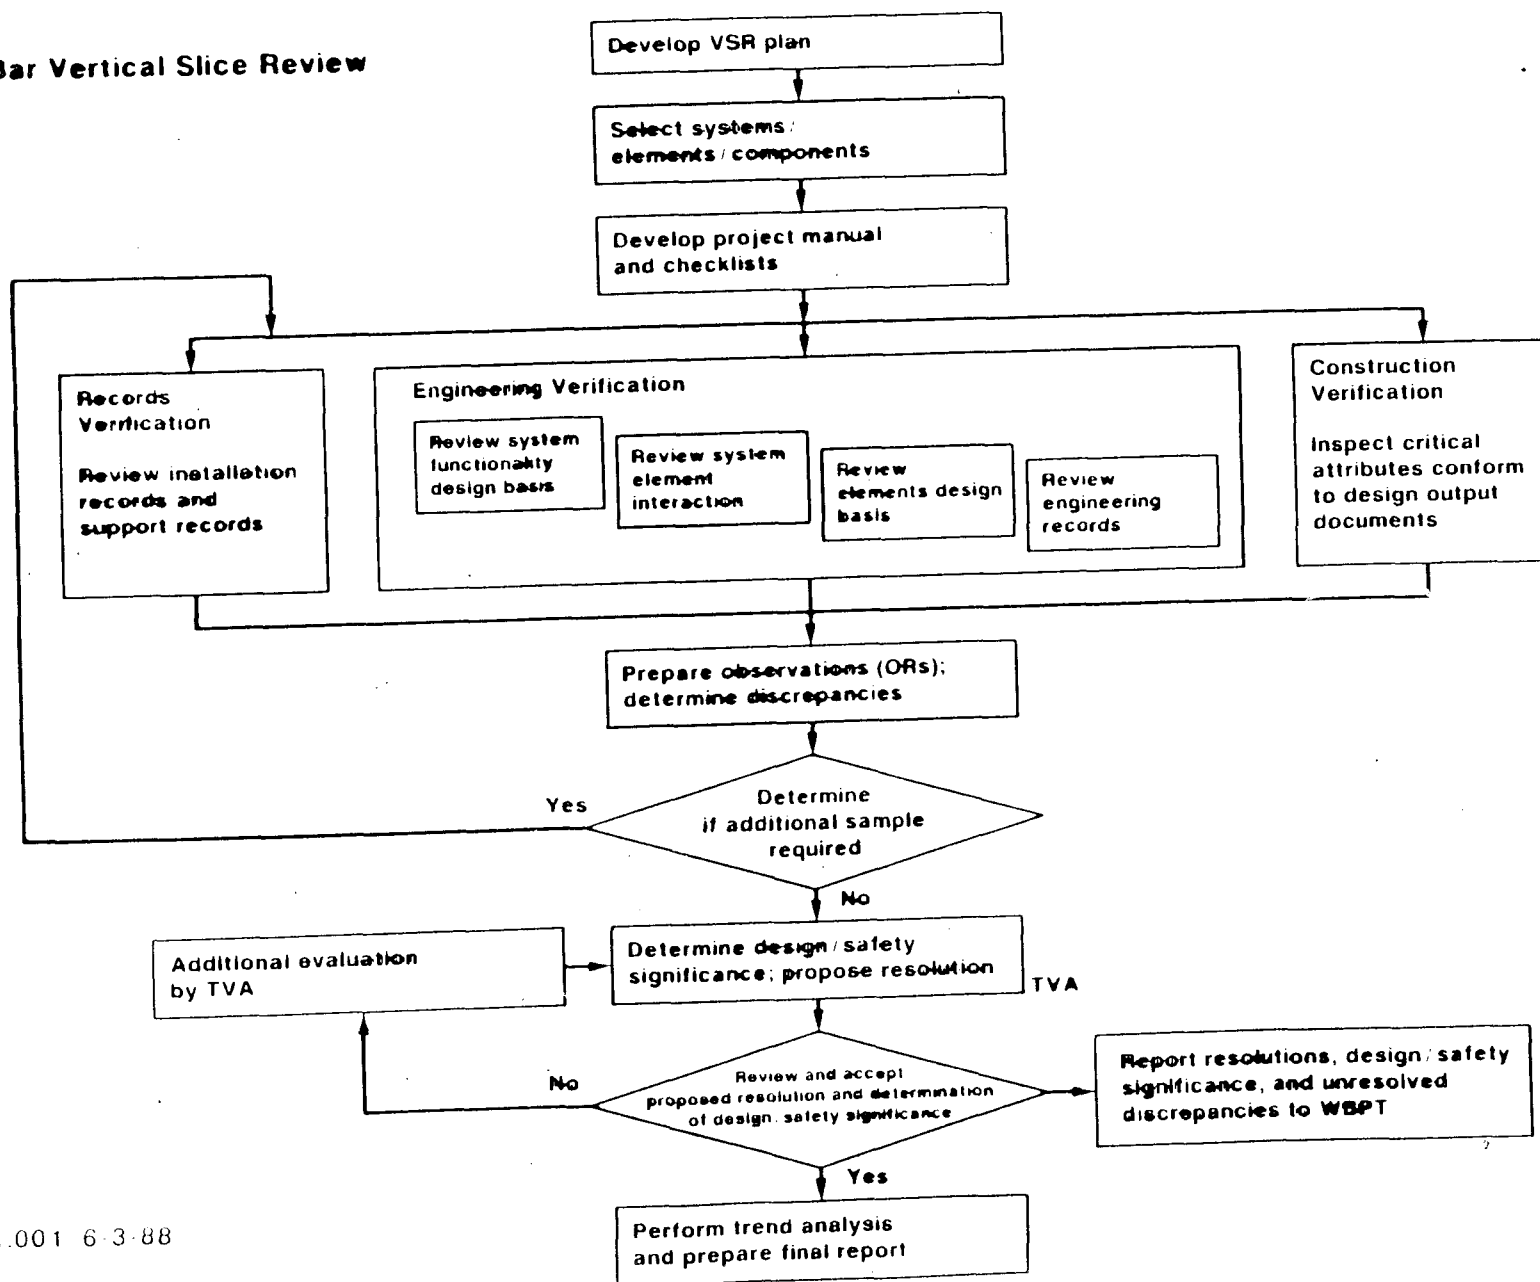 Bar Vertical Slice Review
Develop VSR plan
Select systems/
elements/components
Develop project manual
and checklists
Records
Verification
Review installation
records and
support records
Engineering Verification
Review system
functionality
design basis
Review system
element
interaction
Review
elements design
basis
Review
engineering
records
Construction
Verification
Inspect critical
attributes conform
to design output
documents
Prepare observations (ORs);
determine discrepancies
Yes
Determine
if additional sample
required
No
Additional evaluation
by TVA
Determine design/safety
significance; propose resolution
TVA
No
Review and accept
proposed resolution and determination
of design/safety significance
Report resolutions, design/safety
significance, and unresolved
discrepancies to WBPT
Yes
Perform trend analysis
and prepare final report
.001 6-3-88